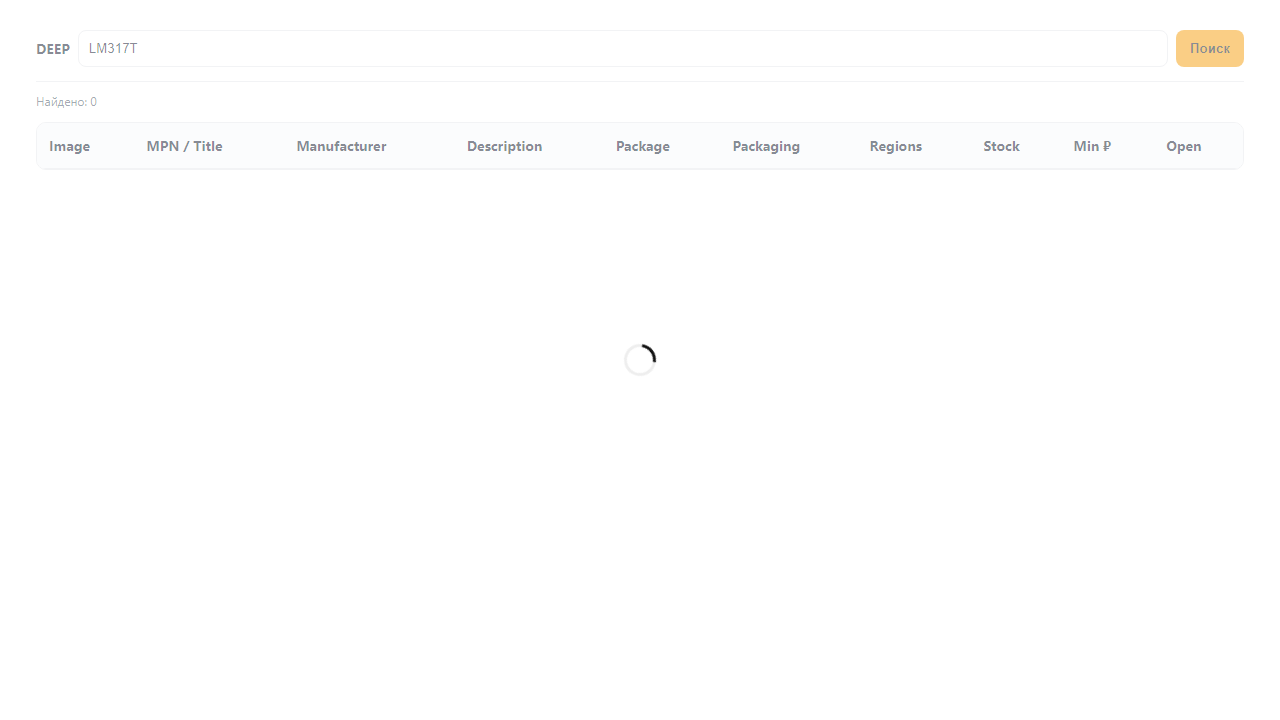 DEEP LM317T Поиск
Найдено: 0
Image MPN / Title Manufacturer Description Package Packaging Regions Stock Min ₽ Open